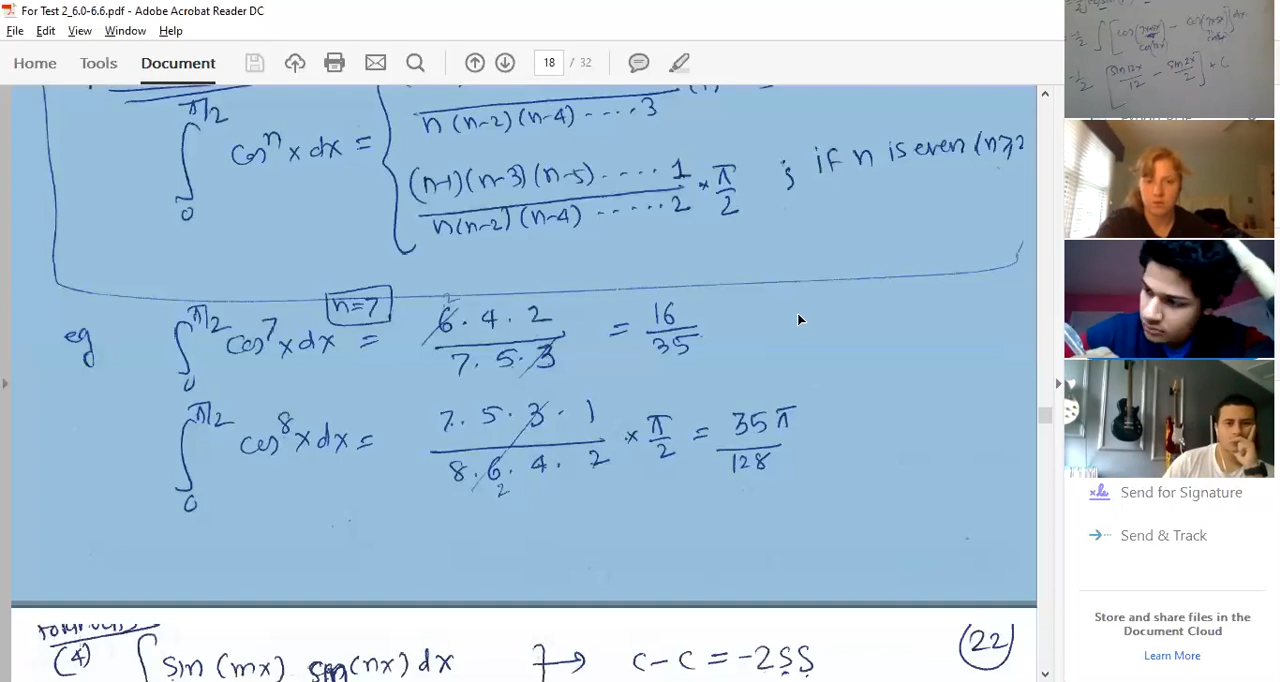 For Test 2_6.0-6.6.pdf - Adobe Acrobat Reader DC
File Edit View Window Help
Home Tools Document 18 / 32
n(n-2)(n-4) ..... 3
∫₀^(π/2) cosⁿx dx =
(n-1)(n-3)(n-5) ..... 1 / n(n-2)(n-4) ...... 2 × π/2 ; if n is even (n≥2
n=7
eg ∫₀^(π/2) cos⁷x dx = 6·4·2 / 7·5·3 = 16/35
∫₀^(π/2) cos⁸x dx = 7·5·3·1 / 8·6·4·2 × π/2 = 35π/128
(4) ∫ sin(mx) sin(nx) dx } → C-C = -2SS (22)
Send for Signature
Send & Track
Store and share files in the
Document Cloud
Learn More